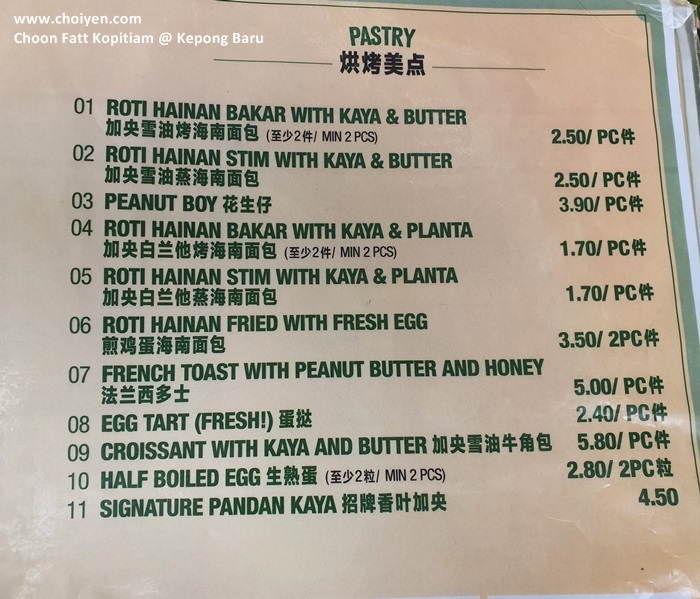 www.choiyen.com
Choon Fatt Kopitiam @ Kepong Baru
PASTRY
烘烤美点
01 ROTI HAINAN BAKAR WITH KAYA & BUTTER
加央雪油烤海南面包 (至少2件/ MIN 2 PCS) 2.50/ PC件
02 ROTI HAINAN STIM WITH KAYA & BUTTER
加央雪油蒸海南面包 2.50/ PC件
03 PEANUT BOY 花生仔 3.90/ PC件
04 ROTI HAINAN BAKAR WITH KAYA & PLANTA
加央白兰他烤海南面包 (至少2件/ MIN 2 PCS) 1.70/ PC件
05 ROTI HAINAN STIM WITH KAYA & PLANTA
加央白兰他蒸海南面包 1.70/ PC件
06 ROTI HAINAN FRIED WITH FRESH EGG
煎鸡蛋海南面包 3.50/ 2PC件
07 FRENCH TOAST WITH PEANUT BUTTER AND HONEY
法兰西多士 5.00/ PC件
08 EGG TART (FRESH!) 蛋挞 2.40/ PC件
09 CROISSANT WITH KAYA AND BUTTER 加央雪油牛角包 5.80/ PC件
10 HALF BOILED EGG 生熟蛋 (至少2粒/ MIN 2 PCS) 2.80/ 2PC粒
11 SIGNATURE PANDAN KAYA 招牌香叶加央 4.50